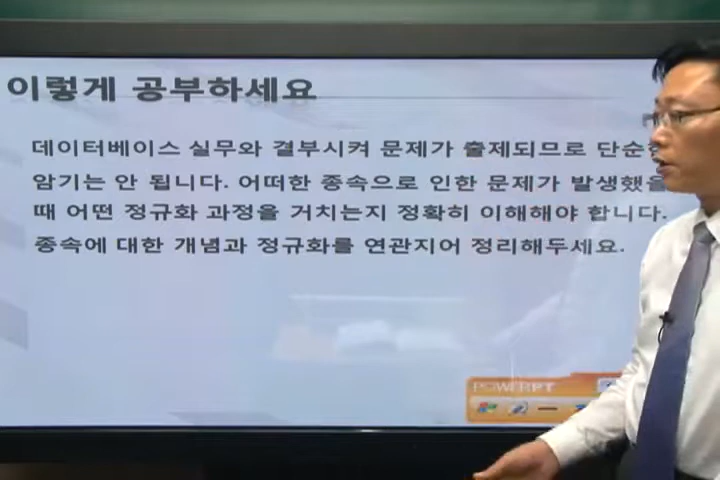 이렇게 공부하세요
데이터베이스 실무와 결부시켜 문제가 출제되므로 단순
암기는 안 됩니다. 어떠한 종속으로 인한 문제가 발생했을
때 어떤 정규화 과정을 거치는지 정확히 이해해야 합니다.
종속에 대한 개념과 정규화를 연관지어 정리해두세요.
POWERPT